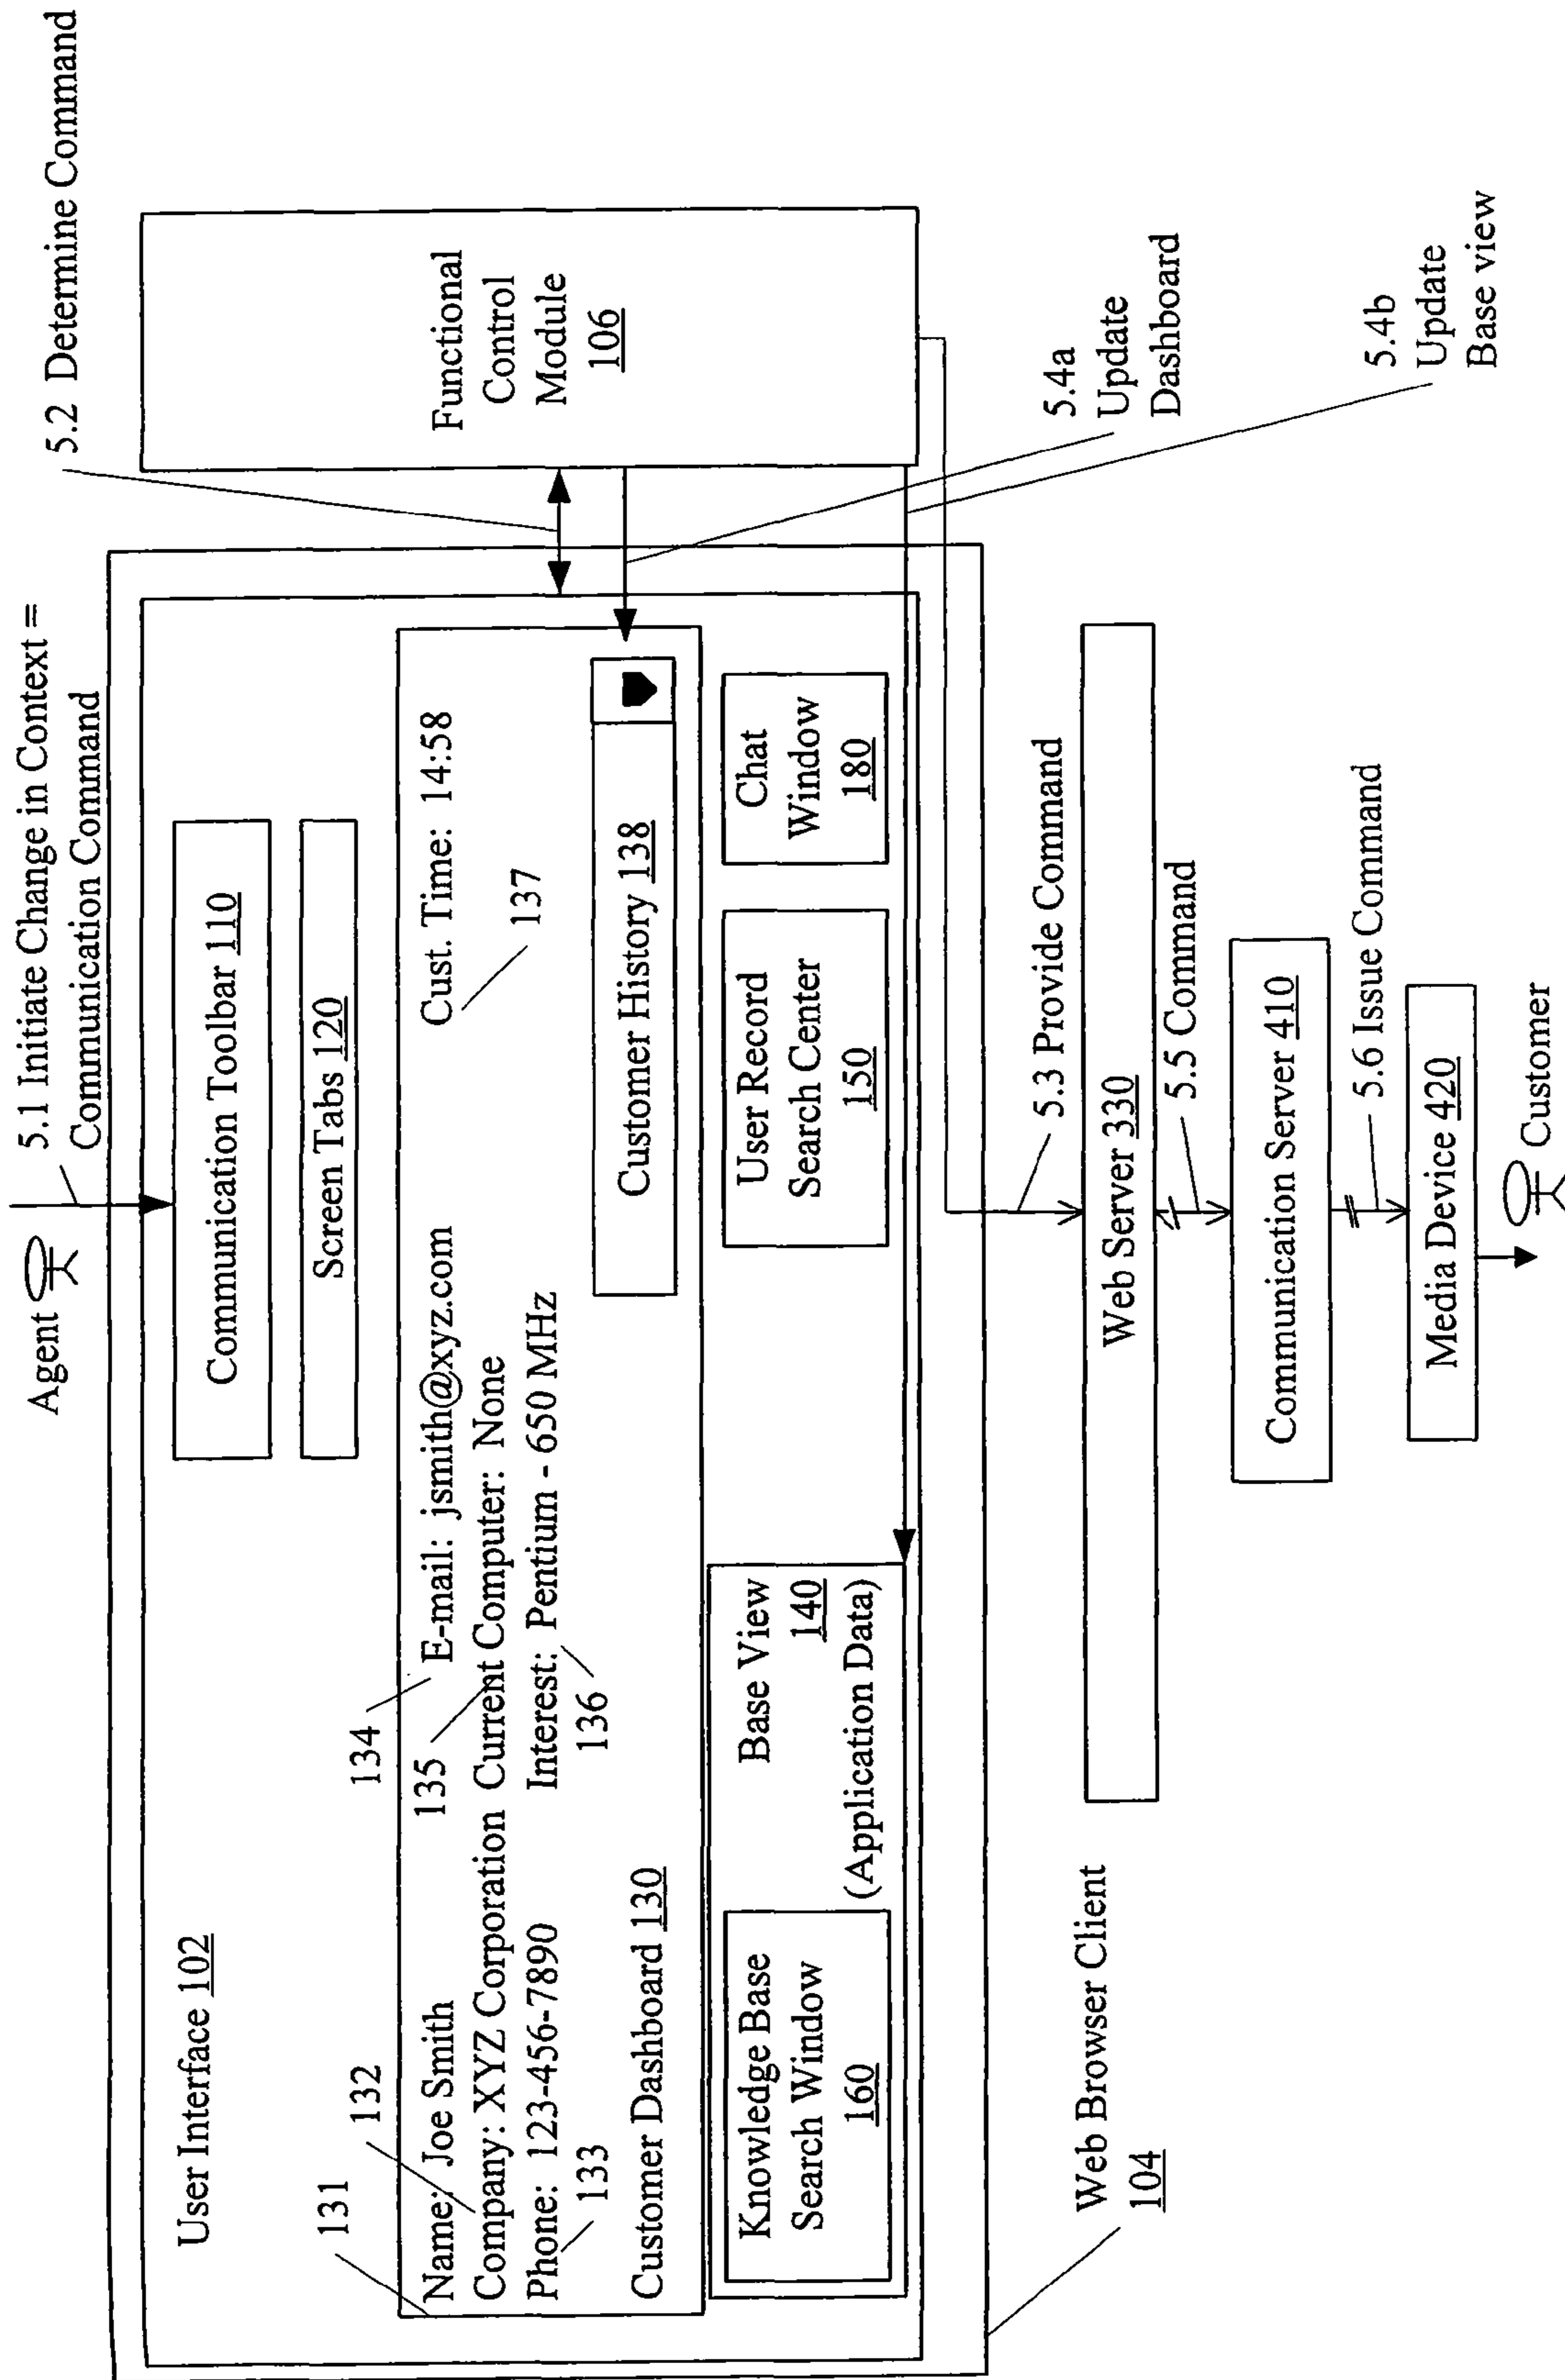 Agent
5.1 Initiate Change in Context =
Communication Command
5.2 Determine Command
User Interface 102
Communication Toolbar 110
Screen Tabs 120
Functional
Control
Module
106
131
132
134
135
Name: Joe Smith
E-mail: jsmith@xyz.com
Cust. Time: 14:58
Company: XYZ Corporation
Current Computer: None
137
Phone: 123-456-7890
Interest: Pentium - 650 MHz
133
136
Customer Dashboard 130
Customer History 138
Knowledge Base
Search Window
160
Base View
140
(Application Data)
User Record
Search Center
150
Chat
Window
180
5.4a
Update
Dashboard
5.4b
Update
Base view
Web Browser Client
104
5.3 Provide Command
Web Server 330
5.5 Command
Communication Server 410
5.6 Issue Command
Media Device 420
Customer